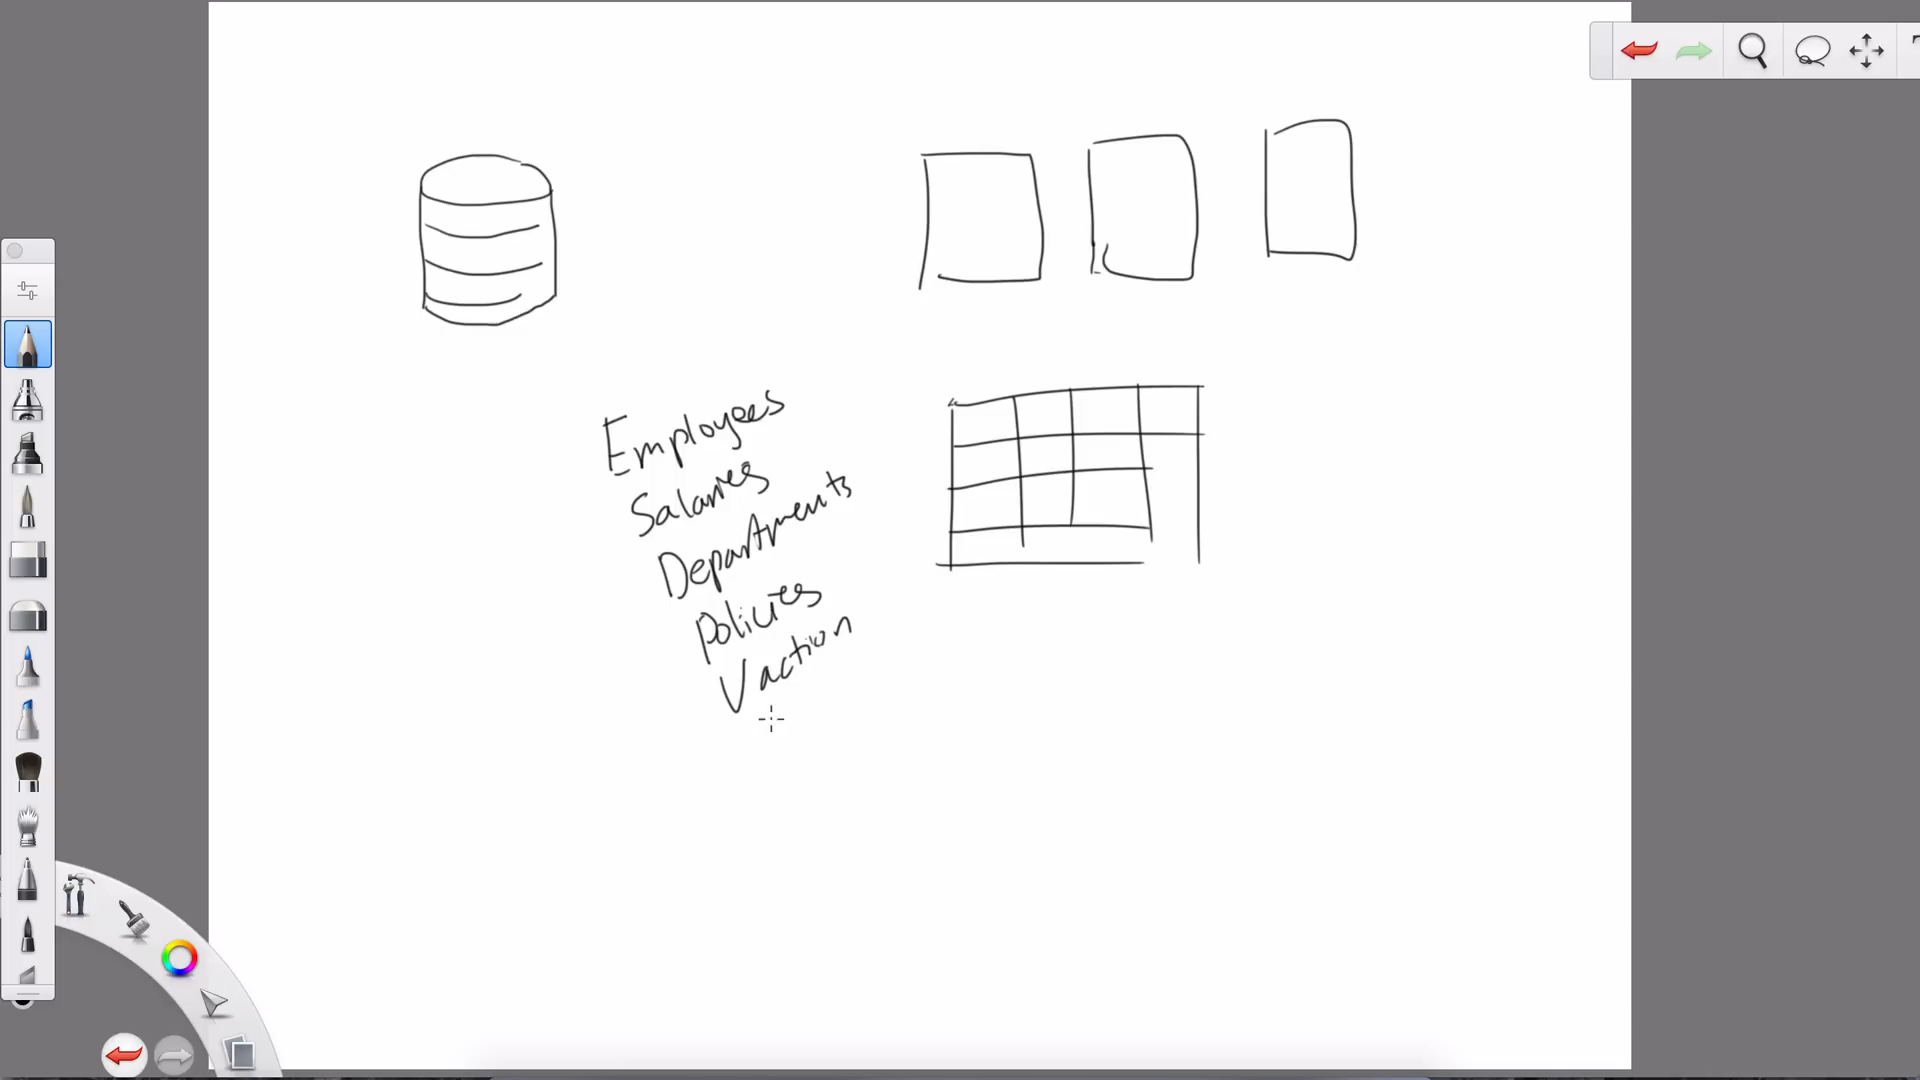 Employees
Salaries
Departments
Policies
Vaction